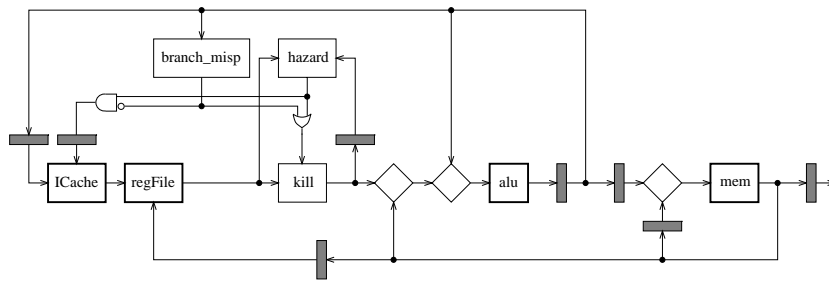 branch_misp
hazard
ICache
regFile
kill
alu
mem